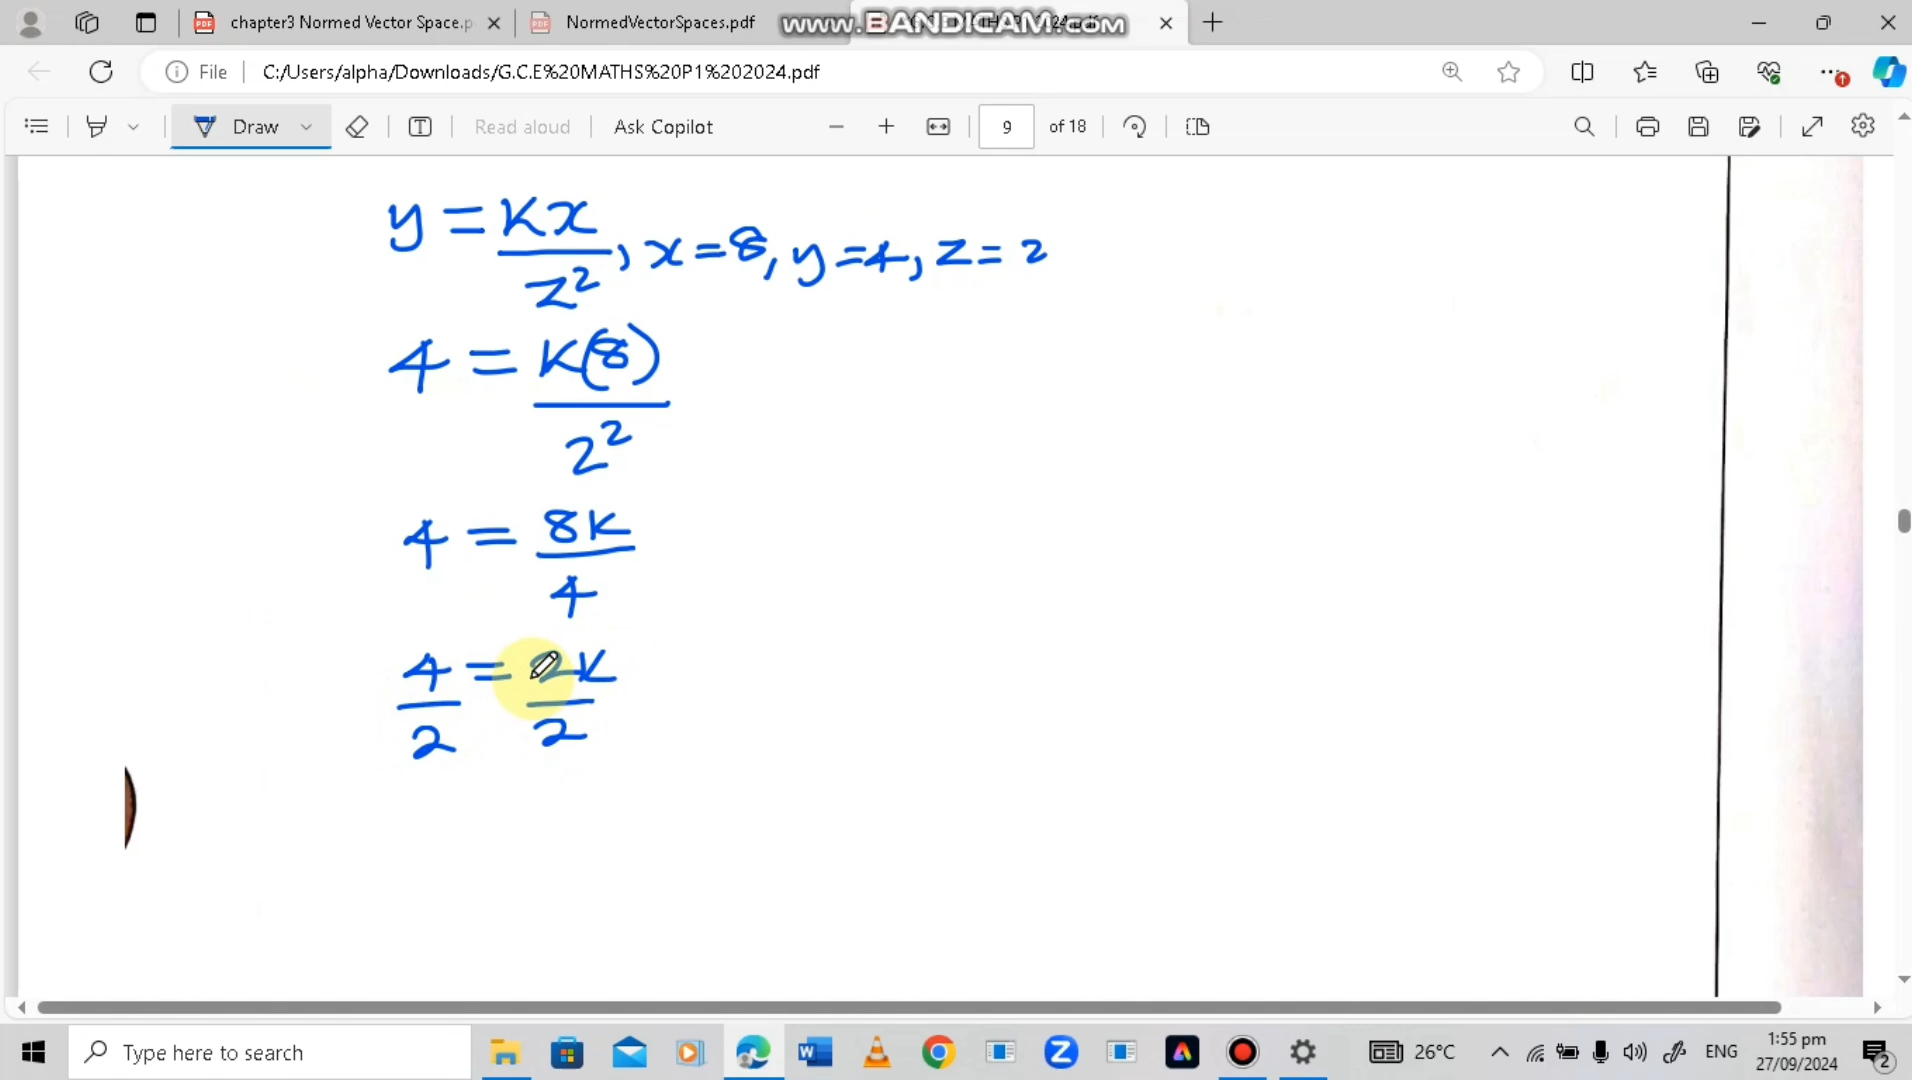 chapter3 Normed Vector Space.p
NormedVectorSpaces.pdf
www.BANDICAM.com
File
C:/Users/alpha/Downloads/G.C.E%20MATHS%20P1%202024.pdf
Draw
Read aloud
Ask Copilot
9
of 18
y = kx/z², x = 8, y = 4, z = 2
4 = k(8)/2²
4 = 8k/4
4/2 = 2k/2
Type here to search
26°C
ENG
1:55 pm
27/09/2024
2